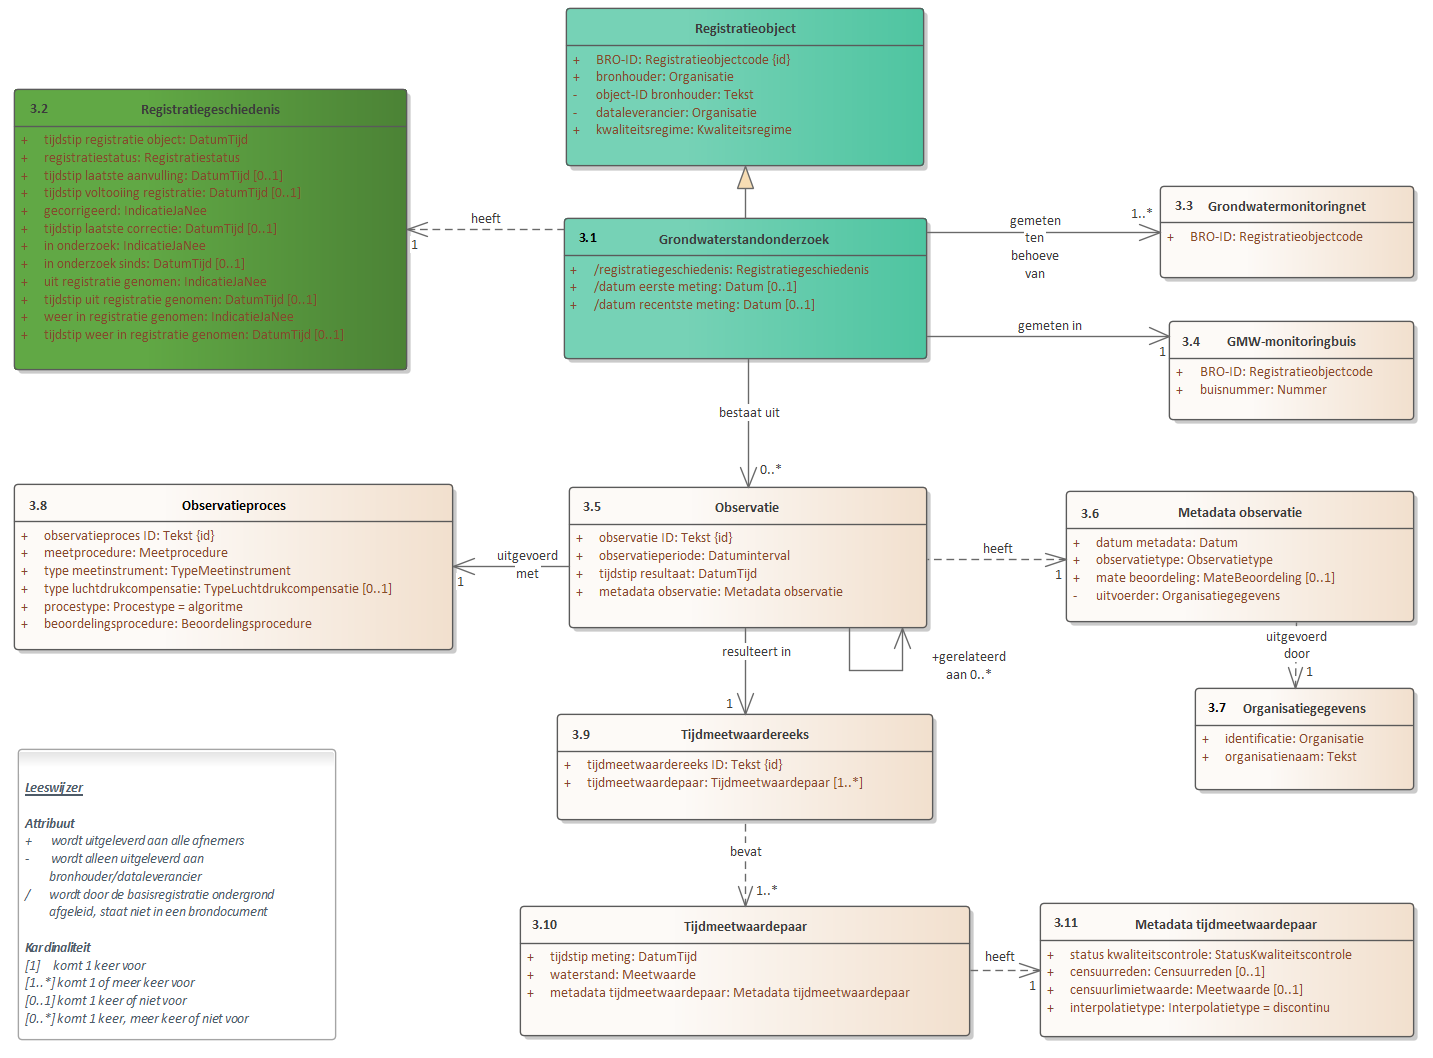 Registratieobject
+ BRO-ID: Registratieobjectcode {id}
+ bronhouder: Organisatie
- object-ID bronhouder: Tekst
- dataleverancier: Organisatie
+ kwaliteitsregime: Kwaliteitsregime
3.2 Registratiegeschiedenis
+ tijdstip registratie object: DatumTijd
+ registratiestatus: Registratiestatus
+ tijdstip laatste aanvulling: DatumTijd [0..1]
+ tijdstip voltooiing registratie: DatumTijd [0..1]
+ gecorrigeerd: IndicatieJaNee
+ tijdstip laatste correctie: DatumTijd [0..1]
+ in onderzoek: IndicatieJaNee
+ in onderzoek sinds: DatumTijd [0..1]
+ uit registratie genomen: IndicatieJaNee
+ tijdstip uit registratie genomen: DatumTijd [0..1]
+ weer in registratie genomen: IndicatieJaNee
+ tijdstip weer in registratie genomen: DatumTijd [0..1]
heeft
1
3.1 Grondwaterstandonderzoek
+ /registratiegeschiedenis: Registratiegeschiedenis
+ /datum eerste meting: Datum [0..1]
+ /datum recentste meting: Datum [0..1]
gemeten
ten
behoeve
van
1..*
3.3 Grondwatermonitoringnet
+ BRO-ID: Registratieobjectcode
gemeten in
1
3.4 GMW-monitoringbuis
+ BRO-ID: Registratieobjectcode
+ buisnummer: Nummer
bestaat uit
0..*
3.8 Observatieproces
+ observatieproces ID: Tekst {id}
+ meetprocedure: Meetprocedure
+ type meetinstrument: TypeMeetinstrument
+ type luchtdrukcompensatie: TypeLuchtdrukcompensatie [0..1]
+ procestype: Procestype = algoritme
+ beoordelingsprocedure: Beoordelingsprocedure
uitgevoerd
met
1
3.5 Observatie
+ observatie ID: Tekst {id}
+ observatieperiode: Datuminterval
+ tijdstip resultaat: DatumTijd
+ metadata observatie: Metadata observatie
heeft
1
3.6 Metadata observatie
+ datum metadata: Datum
+ observatietype: Observatietype
+ mate beoordeling: MateBeoordeling [0..1]
- uitvoerder: Organisatiegegevens
uitgevoerd
door
1
resulteert in
1
+gerelateerd
aan 0..*
3.7 Organisatiegegevens
+ identificatie: Organisatie
+ organisatienaam: Tekst
3.9 Tijdmeetwaardereeks
+ tijdmeetwaardereeks ID: Tekst {id}
+ tijdmeetwaardepaar: Tijdmeetwaardepaar [1..*]
bevat
1..*
Leeswijzer
Attribuut
+ wordt uitgeleverd aan alle afnemers
- wordt alleen uitgeleverd aan
bronhouder/dataleverancier
/ wordt door de basisregistratie ondergrond
afgeleid, staat niet in een brondocument
Kardinaliteit
[1] komt 1 keer voor
[1..*] komt 1 of meer keer voor
[0..1] komt 1 keer of niet voor
[0..*] komt 1 keer, meer keer of niet voor
3.10 Tijdmeetwaardepaar
+ tijdstip meting: DatumTijd
+ waterstand: Meetwaarde
+ metadata tijdmeetwaardepaar: Metadata tijdmeetwaardepaar
heeft
1
3.11 Metadata tijdmeetwaardepaar
+ status kwaliteitscontrole: StatusKwaliteitscontrole
+ censuurreden: Censuurreden [0..1]
+ censuurlimietwaarde: Meetwaarde [0..1]
+ interpolatietype: Interpolatietype = discontinu